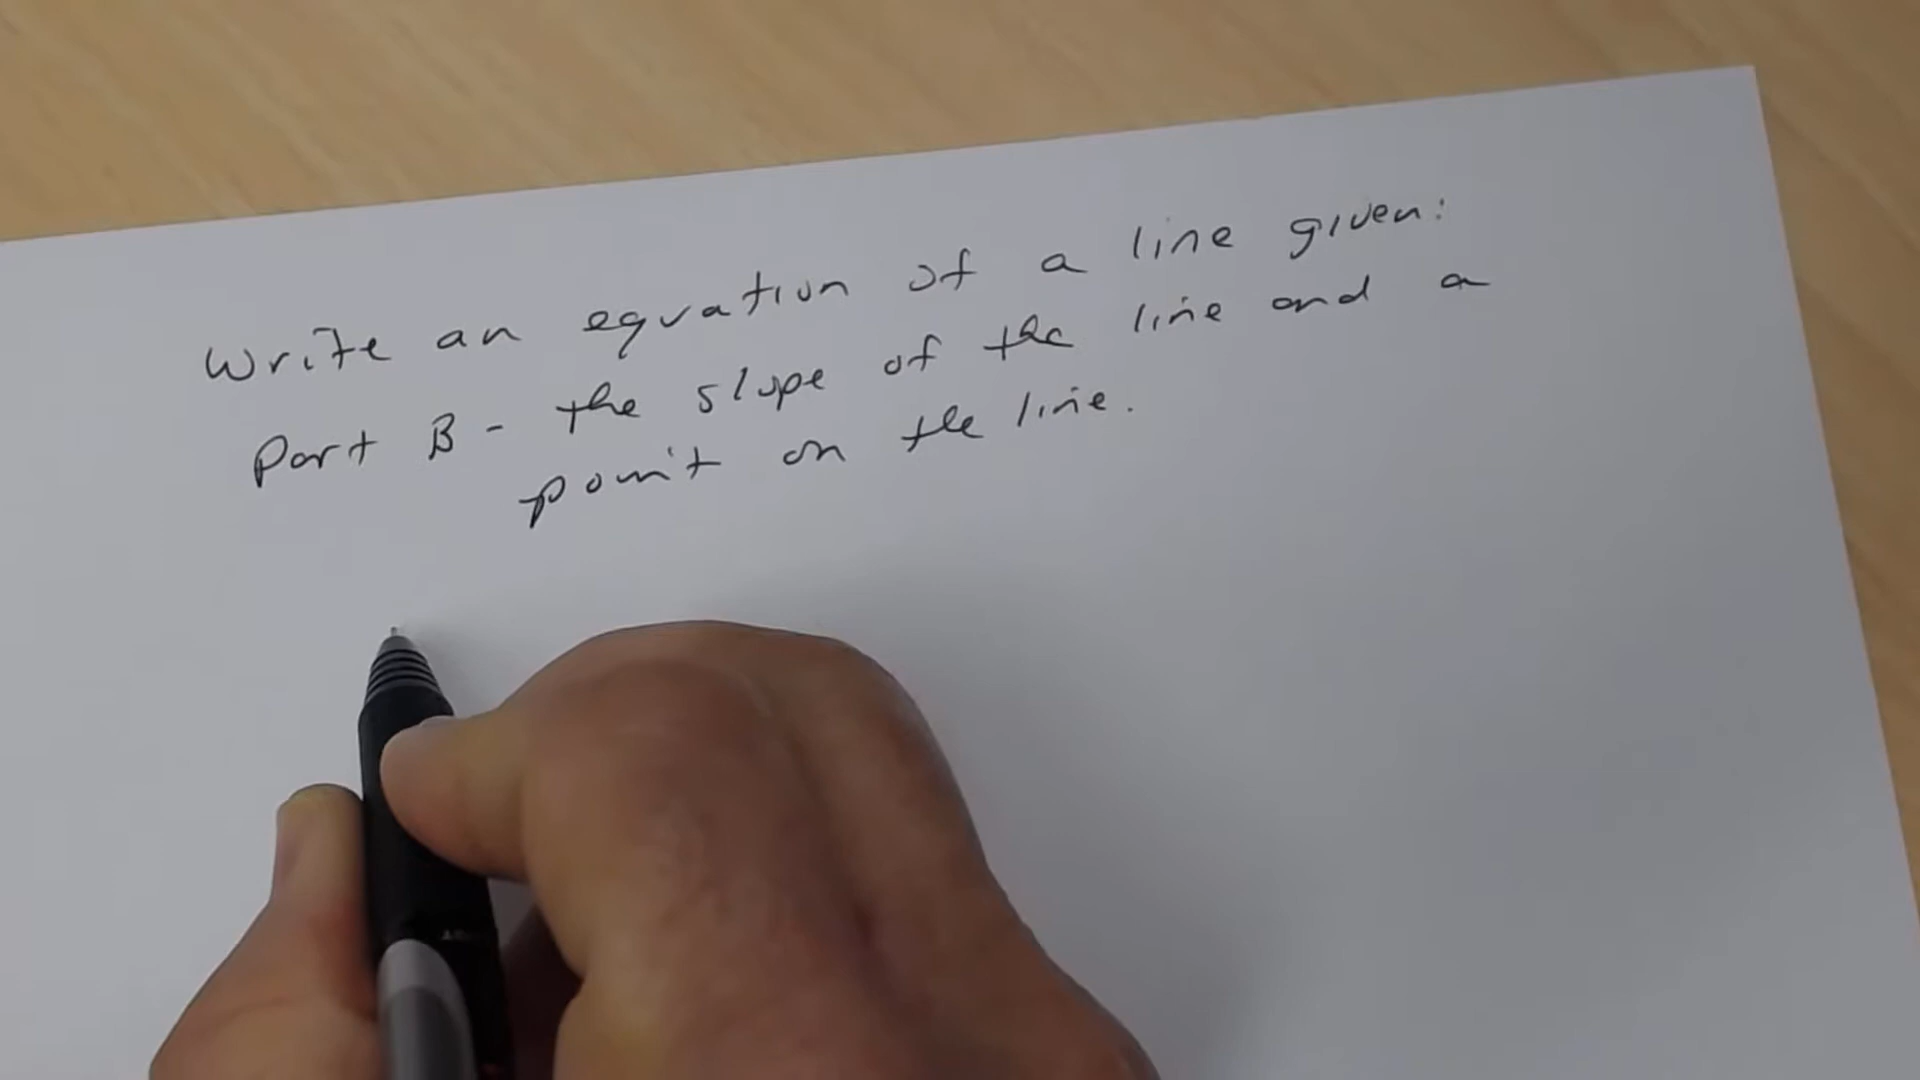 Write an equation of a line given:
Part B - the slope of the line and a
point on the line.